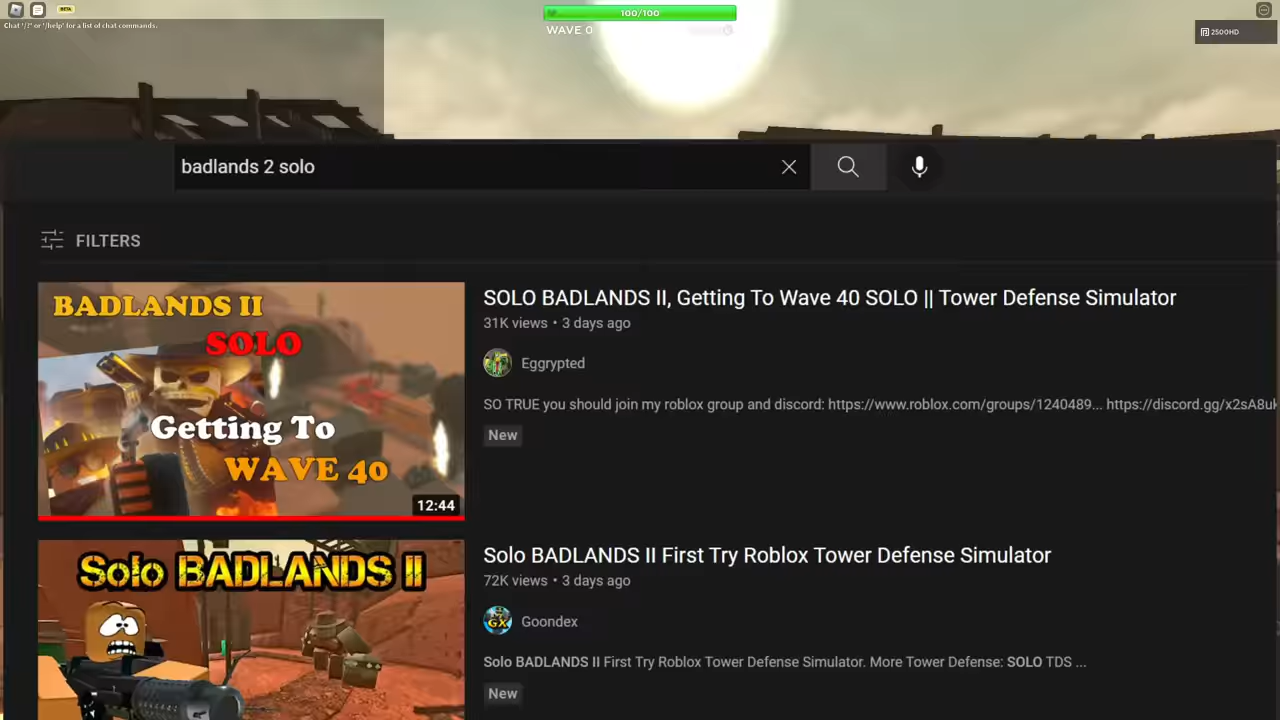 BETA
Chat '/?' or '/help' for a list of chat commands.
100/100
WAVE 0
2500HD
badlands 2 solo
FILTERS
BADLANDS II
SOLO
Getting To
WAVE 40
12:44
SOLO BADLANDS II, Getting To Wave 40 SOLO || Tower Defense Simulator
31K views • 3 days ago
Eggrypted
SO TRUE you should join my roblox group and discord: https://www.roblox.com/groups/1240489... https://discord.gg/x2sA8uk
New
Solo BADLANDS II
Solo BADLANDS II First Try Roblox Tower Defense Simulator
72K views • 3 days ago
GX
Goondex
Solo BADLANDS II First Try Roblox Tower Defense Simulator. More Tower Defense: SOLO TDS ...
New